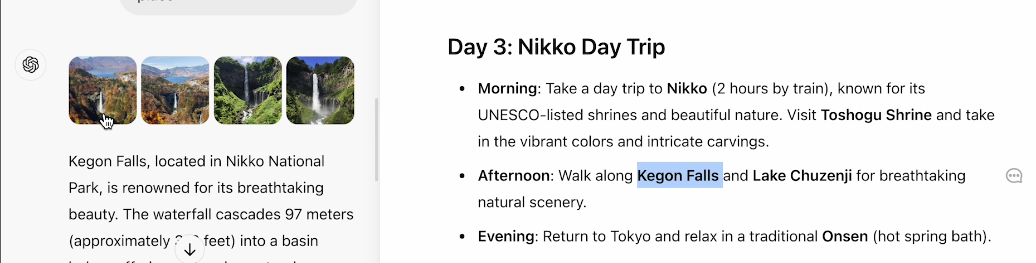 Kegon Falls, located in Nikko National
Park, is renowned for its breathtaking
beauty. The waterfall cascades 97 meters
(approximately feet) into a basin
Day 3: Nikko Day Trip
• Morning: Take a day trip to Nikko (2 hours by train), known for its
UNESCO-listed shrines and beautiful nature. Visit Toshogu Shrine and take
in the vibrant colors and intricate carvings.
• Afternoon: Walk along Kegon Falls and Lake Chuzenji for breathtaking
natural scenery.
• Evening: Return to Tokyo and relax in a traditional Onsen (hot spring bath).